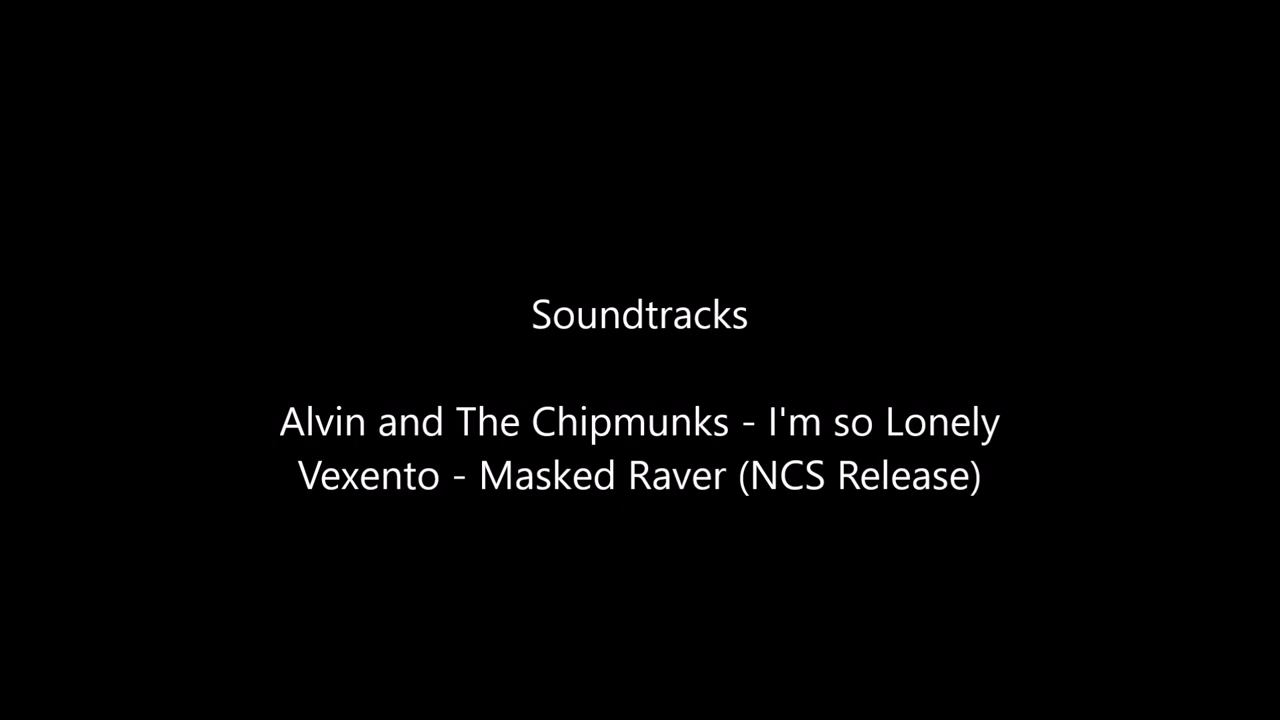 Soundtracks
Alvin and The Chipmunks - I'm so Lonely
Vexento - Masked Raver (NCS Release)